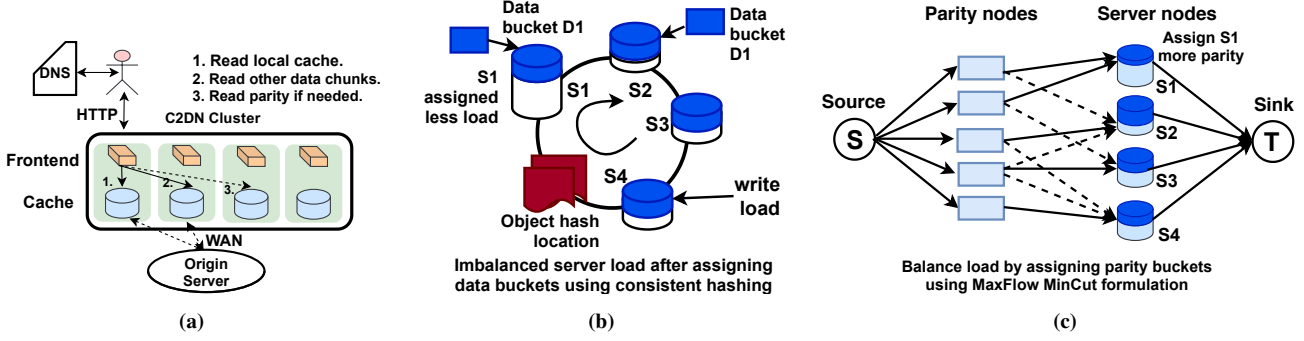 DNS
HTTP
1. Read local cache.
2. Read other data chunks.
3. Read parity if needed.
C2DN Cluster
Frontend
1.
2.
3.
Cache
WAN
Origin
Server
(a)
Data
bucket D1
Data
bucket
D1
S1
assigned
less load
S1
S2
S3
S4
write
load
Object hash
location
Imbalanced server load after assigning
data buckets using consistent hashing
(b)
Parity nodes
Server nodes
Assign S1
more parity
Source
S
S1
S2
S3
S4
Sink
T
Balance load by assigning parity buckets
using MaxFlow MinCut formulation
(c)